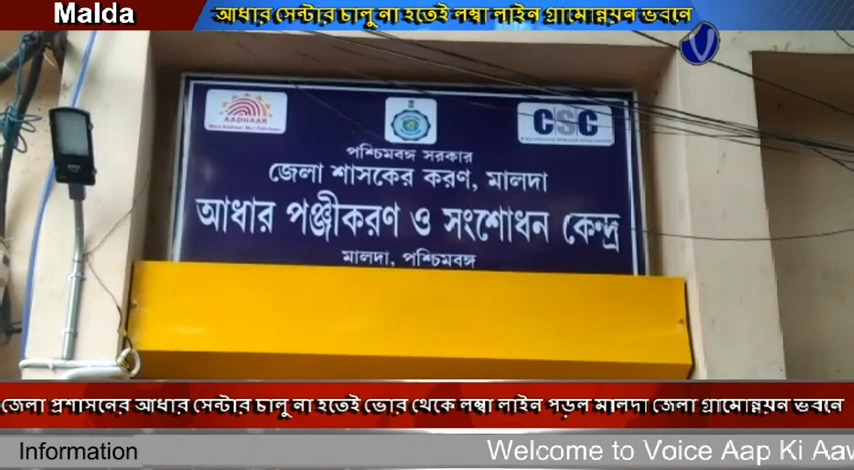 Malda
আধার সেন্টার চালু না হতেই লম্বা লাইন গ্রামোন্নয়ন ভবনে
AADHAAR
CSC
পশ্চিমবঙ্গ সরকার
জেলা শাসকের করণ, মালদা
আধার পঞ্জীকরণ ও সংশোধন কেন্দ্র
মালদা, পশ্চিমবঙ্গ
জেলা প্রশাসনের আধার সেন্টার চালু না হতেই ভোর থেকে লম্বা লাইন পড়ল মালদা জেলা গ্রামোন্নয়ন ভবনে
Information
Welcome to Voice Aap Ki Aav